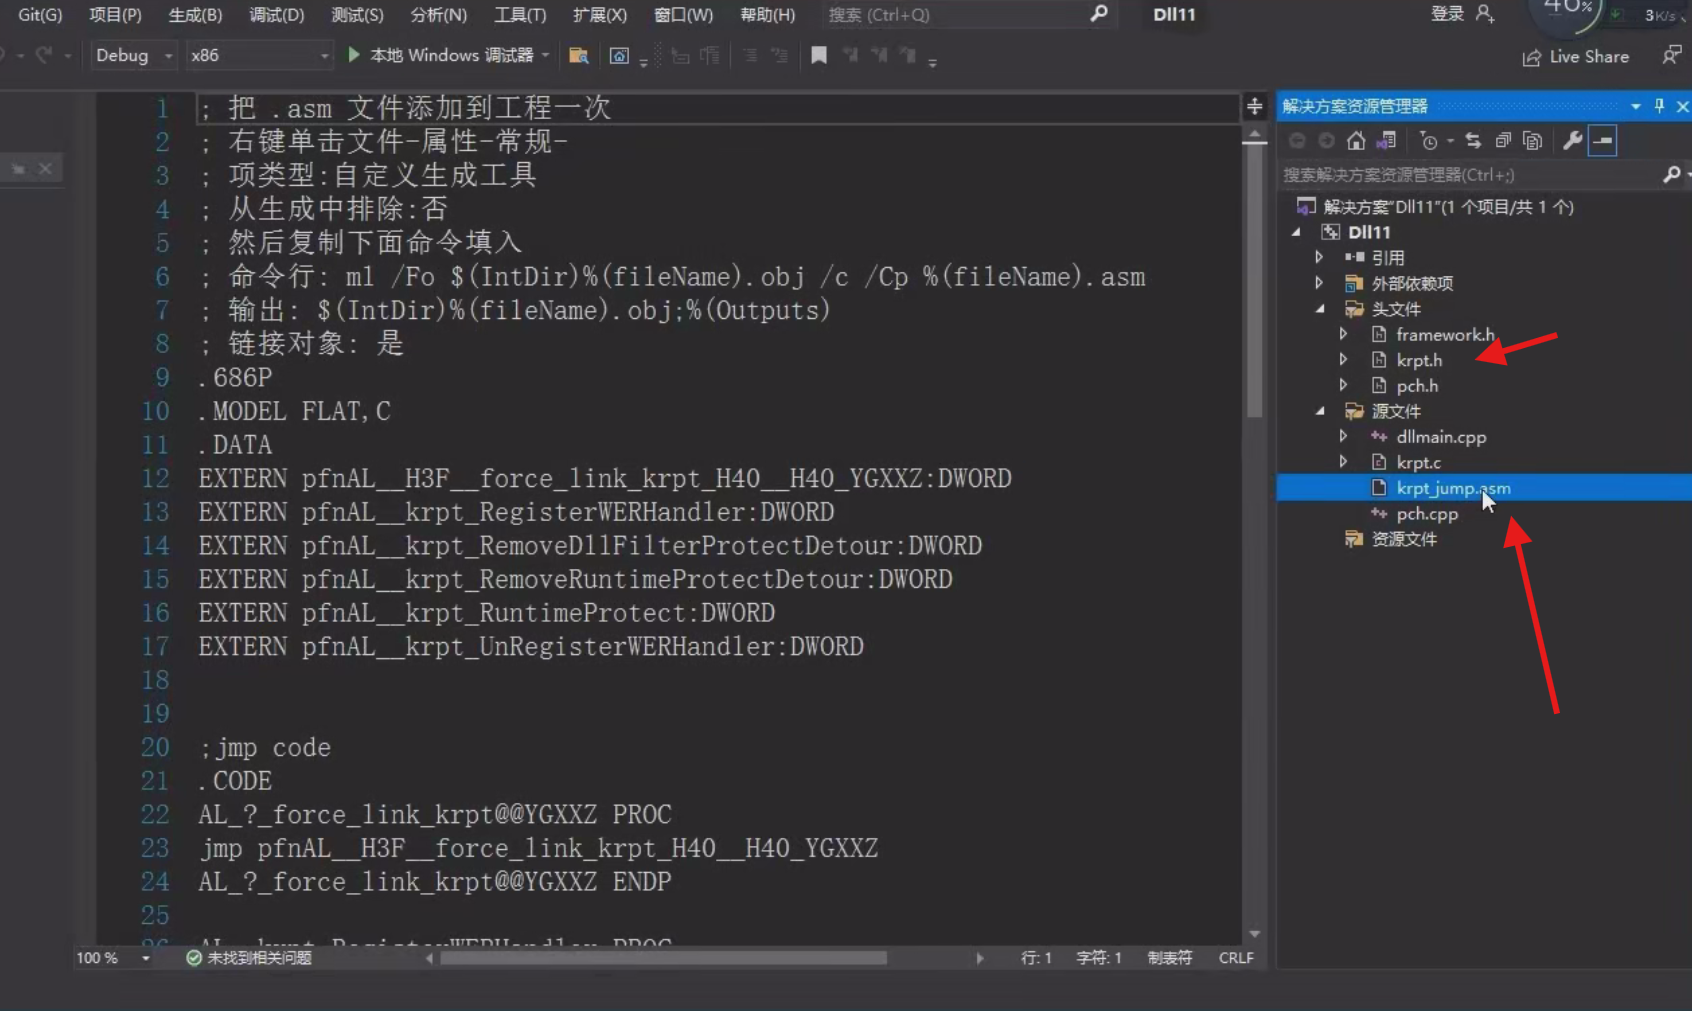 Git(G) 项目(P) 生成(B) 调试(D) 测试(S) 分析(N) 工具(T) 扩展(X) 窗口(W) 帮助(H) 搜索 (Ctrl+Q) Dll11 登录 40% 3K/s
Debug x86 本地 Windows 调试器 Live Share
1 ; 把 .asm 文件添加到工程一次
2 ; 右键单击文件-属性-常规-
3 ; 项类型:自定义生成工具
4 ; 从生成中排除:否
5 ; 然后复制下面命令填入
6 ; 命令行: ml /Fo $(IntDir)%(fileName).obj /c /Cp %(fileName).asm
7 ; 输出: $(IntDir)%(fileName).obj;%(Outputs)
8 ; 链接对象: 是
9 .686P
10 .MODEL FLAT,C
11 .DATA
12 EXTERN pfnAL__H3F__force_link_krpt_H40__H40_YGXXZ:DWORD
13 EXTERN pfnAL__krpt_RegisterWERHandler:DWORD
14 EXTERN pfnAL__krpt_RemoveDllFilterProtectDetour:DWORD
15 EXTERN pfnAL__krpt_RemoveRuntimeProtectDetour:DWORD
16 EXTERN pfnAL__krpt_RuntimeProtect:DWORD
17 EXTERN pfnAL__krpt_UnRegisterWERHandler:DWORD
18
19
20 ;jmp code
21 .CODE
22 AL_?_force_link_krpt@@YGXXZ PROC
23 jmp pfnAL__H3F__force_link_krpt_H40__H40_YGXXZ
24 AL_?_force_link_krpt@@YGXXZ ENDP
25
26 AL__krpt_RegisterWERHandler PROC
100 % 未找到相关问题 行: 1 字符: 1 制表符 CRLF
解决方案资源管理器
搜索解决方案资源管理器(Ctrl+;)
解决方案"Dll11"(1 个项目/共 1 个)
Dll11
引用
外部依赖项
头文件
framework.h
krpt.h
pch.h
源文件
dllmain.cpp
krpt.c
krpt_jump.asm
pch.cpp
资源文件